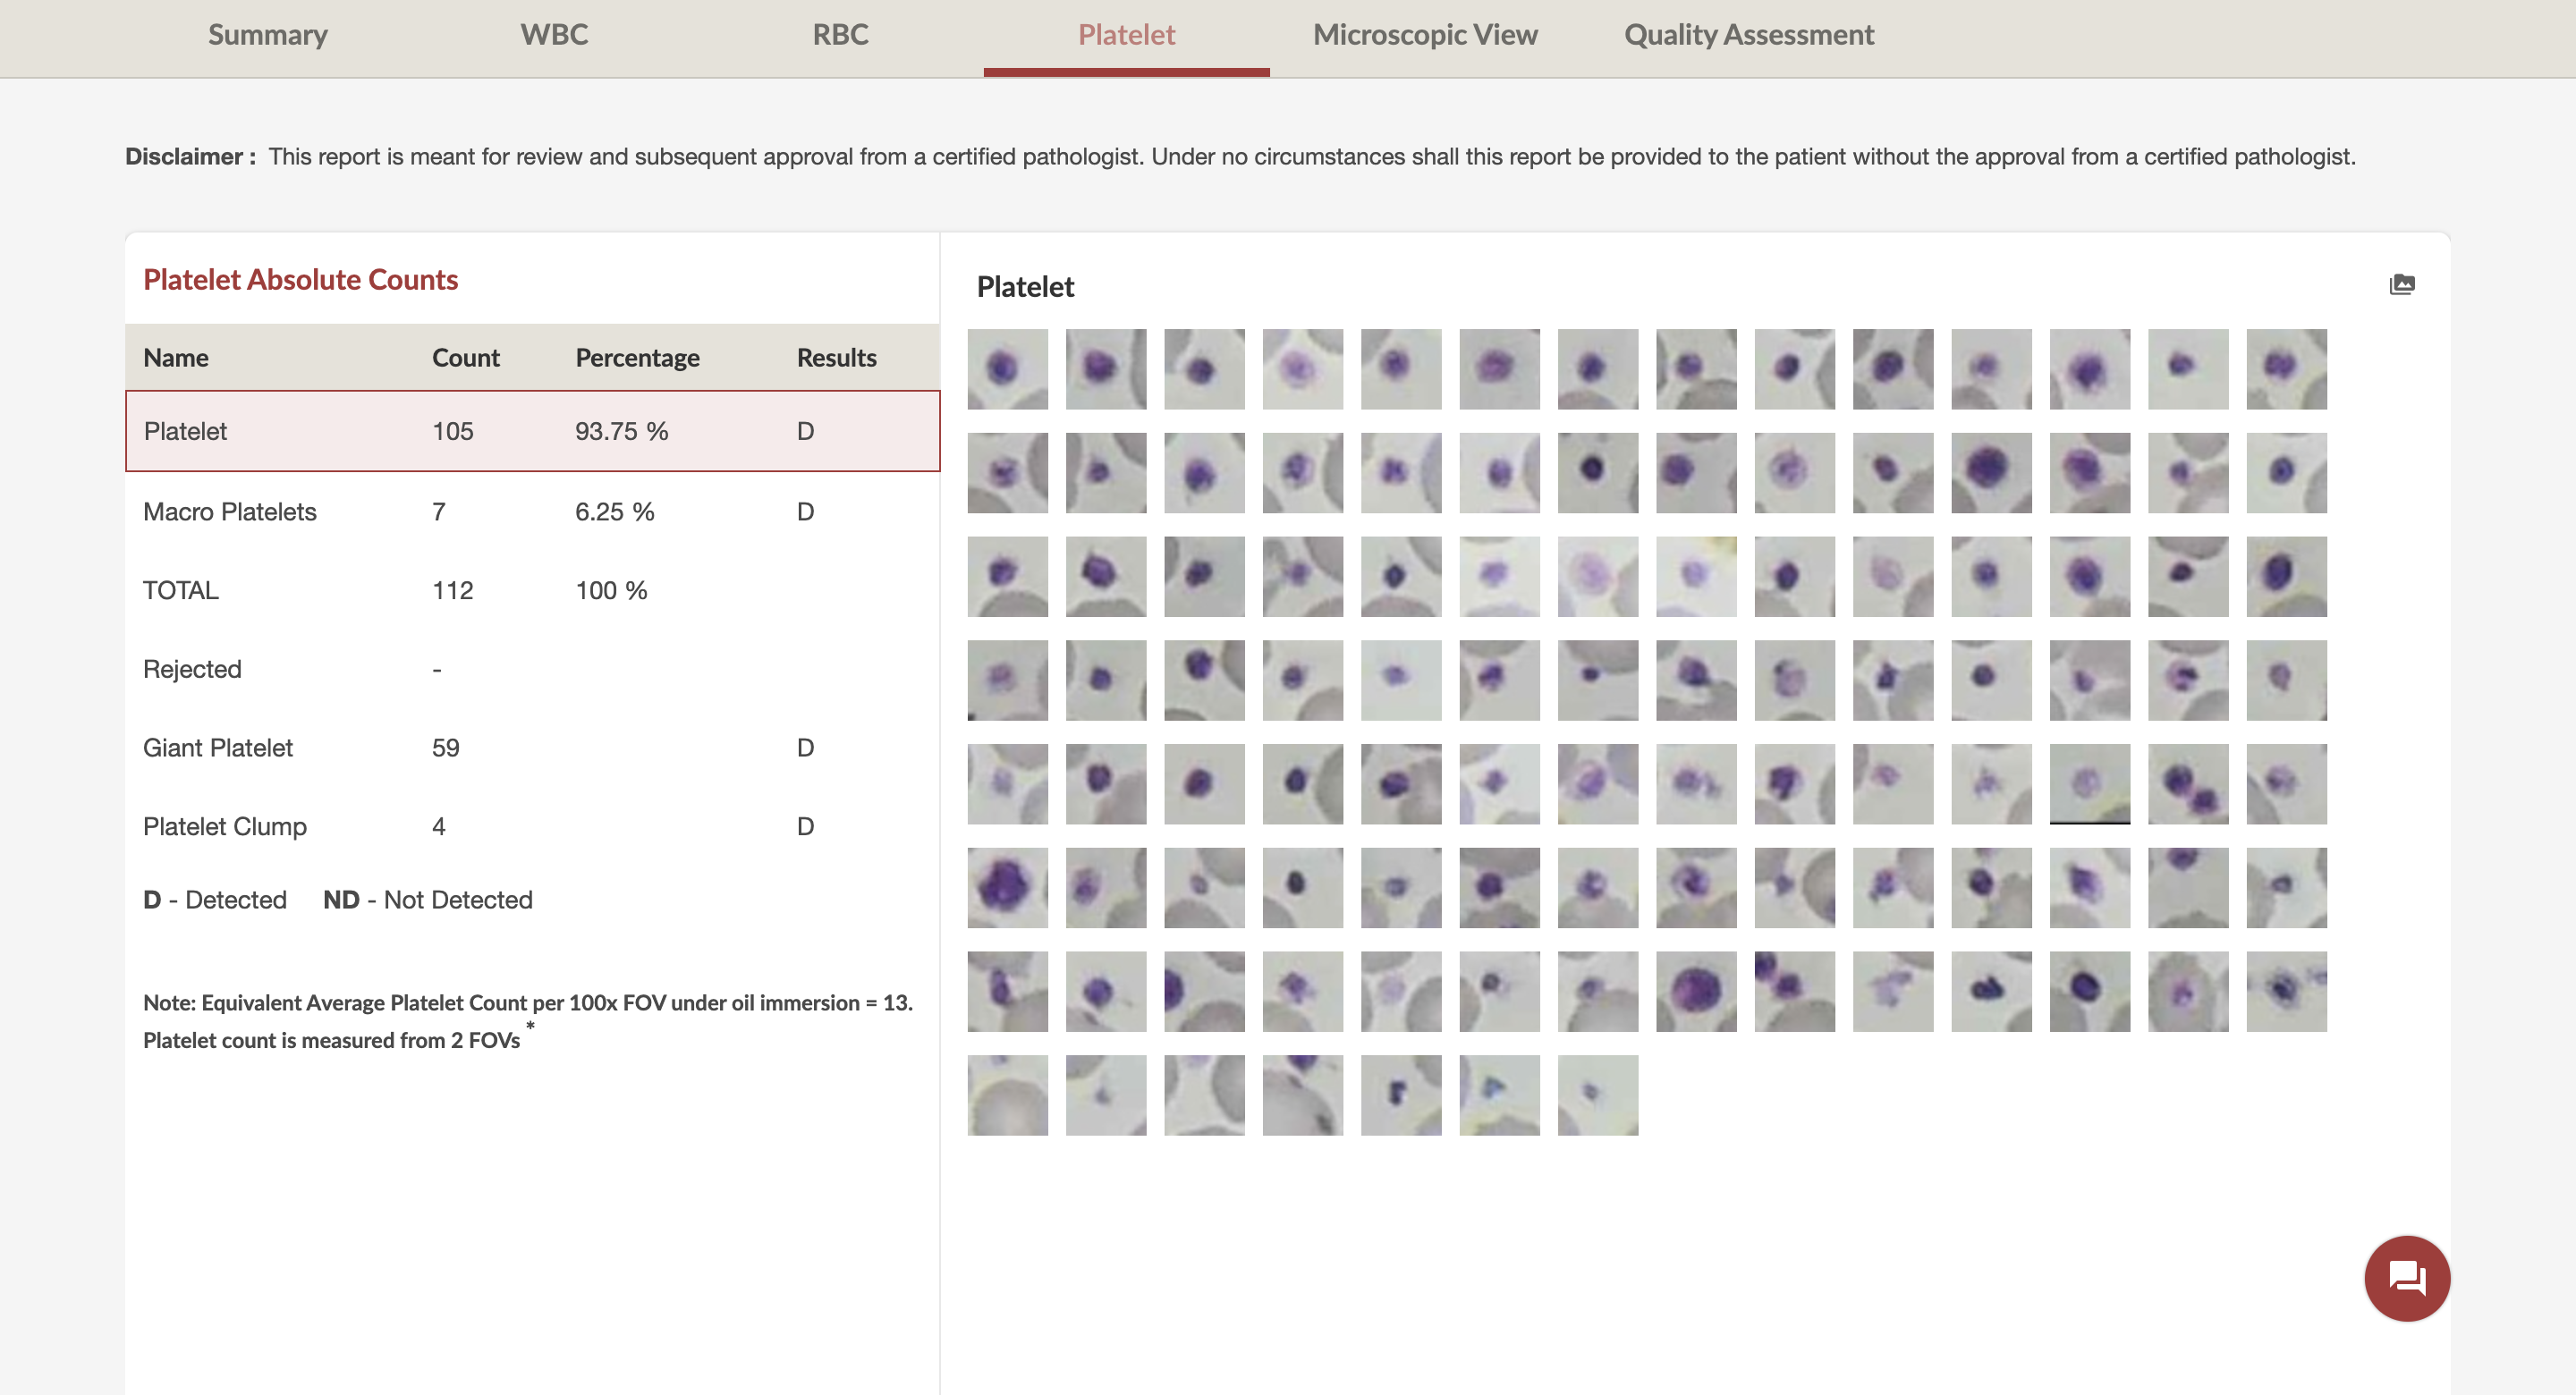 Summary WBC RBC Platelet Microscopic View Quality Assessment
Disclaimer : This report is meant for review and subsequent approval from a certified pathologist. Under no circumstances shall this report be provided to the patient without the approval from a certified pathologist.
Platelet Absolute Counts
Name Count Percentage Results
Platelet 105 93.75 % D
Macro Platelets 7 6.25 % D
TOTAL 112 100 %
Rejected -
Giant Platelet 59 D
Platelet Clump 4 D
D - Detected ND - Not Detected
Note: Equivalent Average Platelet Count per 100x FOV under oil immersion = 13.
Platelet count is measured from 2 FOVs *
Platelet